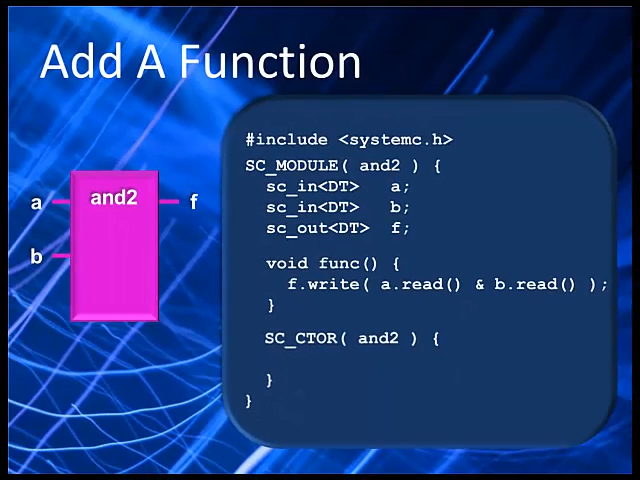 Add A Function
#include <systemc.h>
SC_MODULE( and2 ) {
sc_in<DT> a;
sc_in<DT> b;
sc_out<DT> f;
void func() {
f.write( a.read() & b.read() );
}
SC_CTOR( and2 ) {
}
}
and2
a
f
b